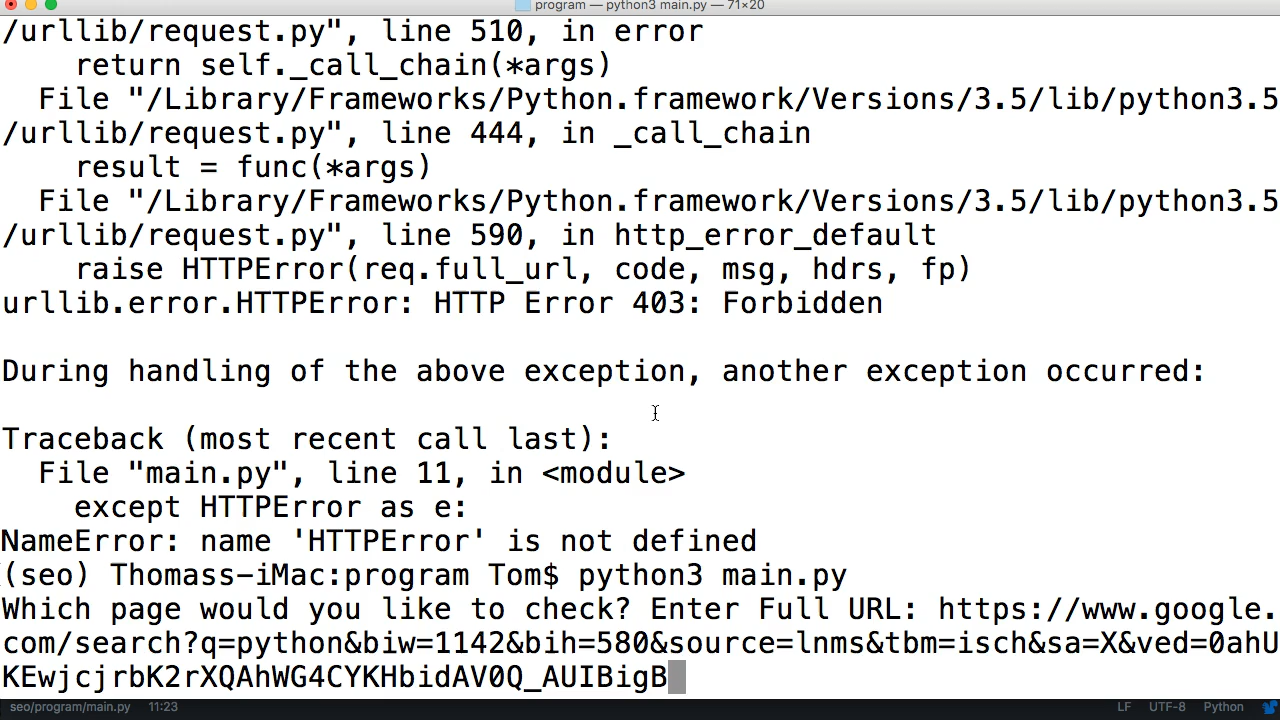 program — python3 main.py — 71×20
/urllib/request.py", line 510, in error
    return self._call_chain(*args)
  File "/Library/Frameworks/Python.framework/Versions/3.5/lib/python3.5
/urllib/request.py", line 444, in _call_chain
    result = func(*args)
  File "/Library/Frameworks/Python.framework/Versions/3.5/lib/python3.5
/urllib/request.py", line 590, in http_error_default
    raise HTTPError(req.full_url, code, msg, hdrs, fp)
urllib.error.HTTPError: HTTP Error 403: Forbidden
During handling of the above exception, another exception occurred:
Traceback (most recent call last):
  File "main.py", line 11, in <module>
    except HTTPError as e:
NameError: name 'HTTPError' is not defined
(seo) Thomass-iMac:program Tom$ python3 main.py
Which page would you like to check? Enter Full URL: https://www.google.
com/search?q=python&biw=1142&bih=580&source=lnms&tbm=isch&sa=X&ved=0ahU
KEwjcjrbK2rXQAhWG4CYKHbidAV0Q_AUIBigB
seo/program/main.py 11:23 LF UTF-8 Python